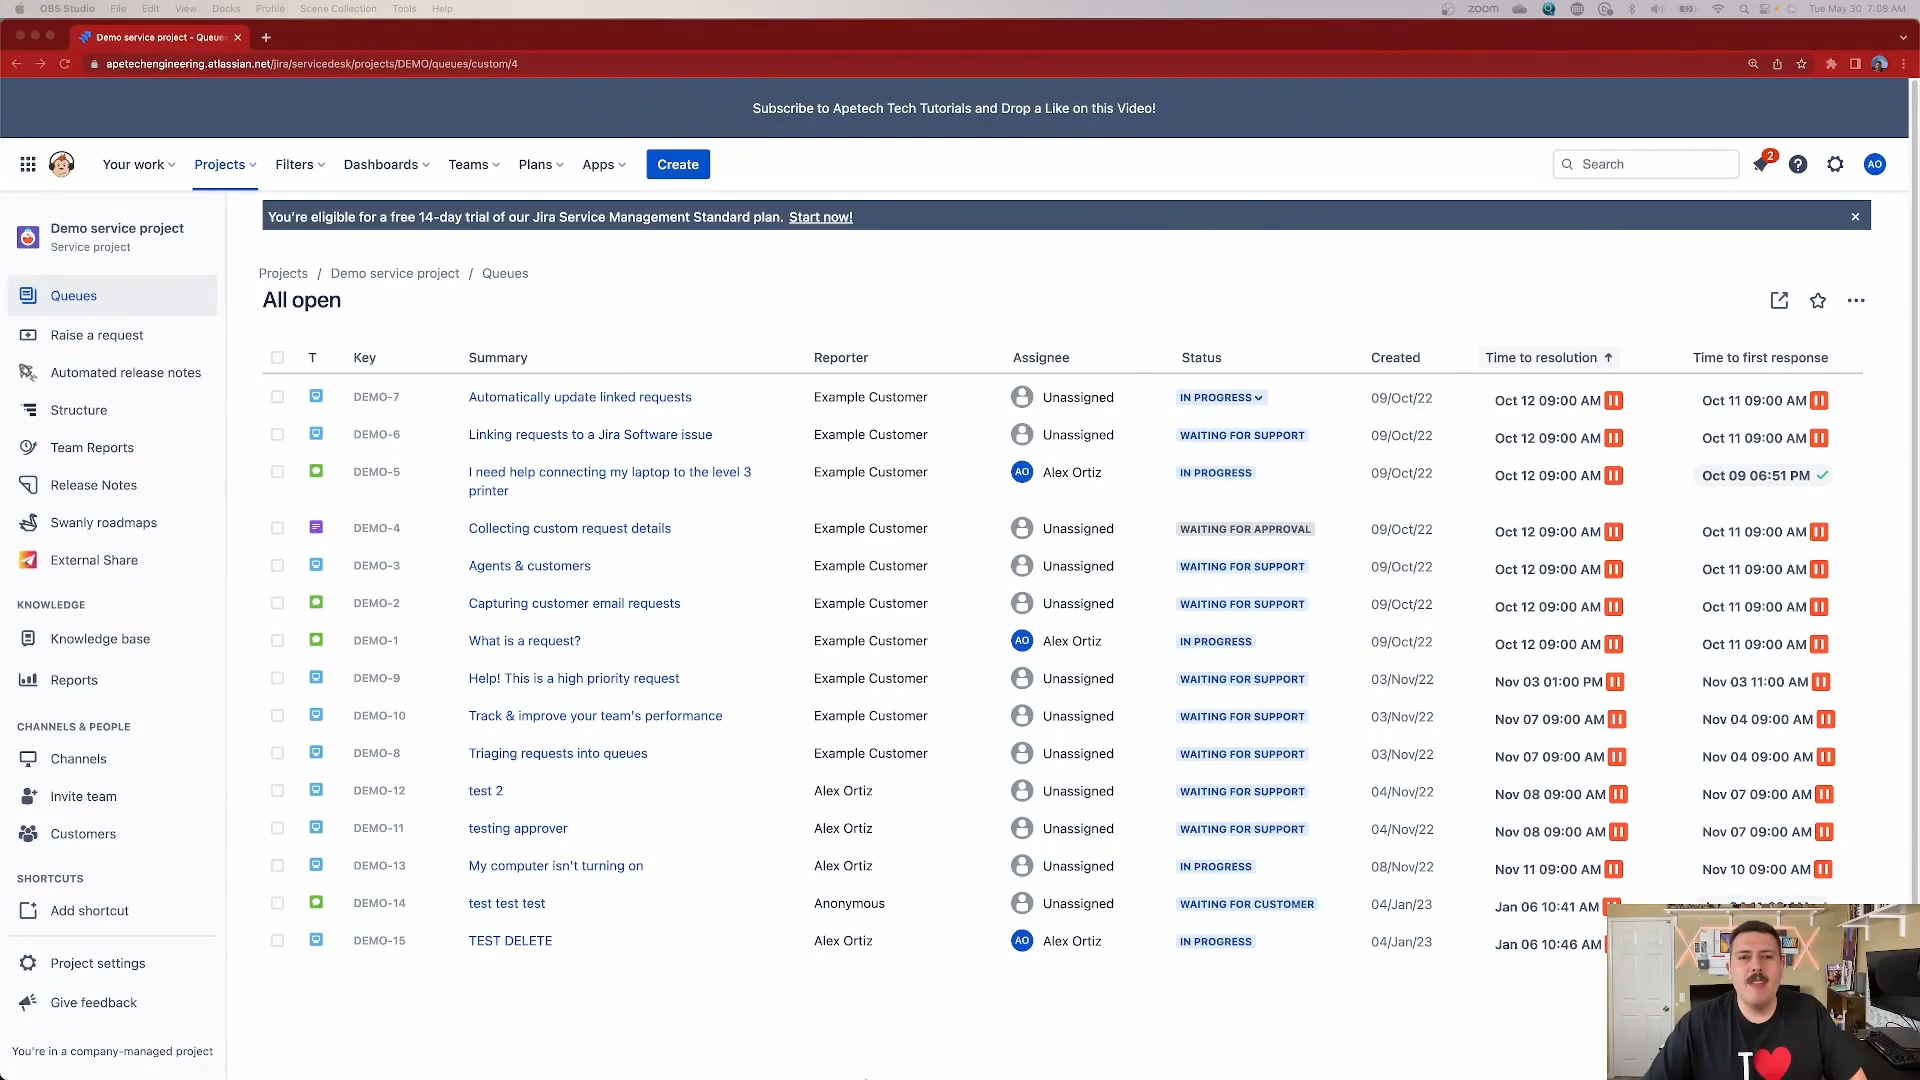 OBS Studio File Edit View Docks Profile Scene Collection Tools Help zoom Tue May 30 7:08 AM
Demo service project - Queue
apetechengineering.atlassian.net/jira/servicedesk/projects/DEMO/queues/custom/4
Subscribe to Apetech Tech Tutorials and Drop a Like on this Video!
Your work Projects Filters Dashboards Teams Plans Apps Create Search 2 AO
You're eligible for a free 14-day trial of our Jira Service Management Standard plan. Start now!
Demo service project
Service project
Queues
Raise a request
Automated release notes
Structure
Team Reports
Release Notes
Swanly roadmaps
External Share
KNOWLEDGE
Knowledge base
Reports
CHANNELS & PEOPLE
Channels
Invite team
Customers
SHORTCUTS
Add shortcut
Project settings
Give feedback
You're in a company-managed project
Projects / Demo service project / Queues
All open
T Key Summary Reporter Assignee Status Created Time to resolution ↑ Time to first response
DEMO-7 Automatically update linked requests Example Customer Unassigned IN PROGRESS 09/Oct/22 Oct 12 09:00 AM Oct 11 09:00 AM
DEMO-6 Linking requests to a Jira Software issue Example Customer Unassigned WAITING FOR SUPPORT 09/Oct/22 Oct 12 09:00 AM Oct 11 09:00 AM
DEMO-5 I need help connecting my laptop to the level 3 Example Customer AO Alex Ortiz IN PROGRESS 09/Oct/22 Oct 12 09:00 AM Oct 09 06:51 PM
printer
DEMO-4 Collecting custom request details Example Customer Unassigned WAITING FOR APPROVAL 09/Oct/22 Oct 12 09:00 AM Oct 11 09:00 AM
DEMO-3 Agents & customers Example Customer Unassigned WAITING FOR SUPPORT 09/Oct/22 Oct 12 09:00 AM Oct 11 09:00 AM
DEMO-2 Capturing customer email requests Example Customer Unassigned WAITING FOR SUPPORT 09/Oct/22 Oct 12 09:00 AM Oct 11 09:00 AM
DEMO-1 What is a request? Example Customer AO Alex Ortiz IN PROGRESS 09/Oct/22 Oct 12 09:00 AM Oct 11 09:00 AM
DEMO-9 Help! This is a high priority request Example Customer Unassigned WAITING FOR SUPPORT 03/Nov/22 Nov 03 01:00 PM Nov 03 11:00 AM
DEMO-10 Track & improve your team's performance Example Customer Unassigned WAITING FOR SUPPORT 03/Nov/22 Nov 07 09:00 AM Nov 04 09:00 AM
DEMO-8 Triaging requests into queues Example Customer Unassigned WAITING FOR SUPPORT 03/Nov/22 Nov 07 09:00 AM Nov 04 09:00 AM
DEMO-12 test 2 Alex Ortiz Unassigned WAITING FOR SUPPORT 04/Nov/22 Nov 08 09:00 AM Nov 07 09:00 AM
DEMO-11 testing approver Alex Ortiz Unassigned WAITING FOR SUPPORT 04/Nov/22 Nov 08 09:00 AM Nov 07 09:00 AM
DEMO-13 My computer isn't turning on Alex Ortiz Unassigned IN PROGRESS 08/Nov/22 Nov 11 09:00 AM Nov 10 09:00 AM
DEMO-14 test test test Anonymous Unassigned WAITING FOR CUSTOMER 04/Jan/23 Jan 06 10:41 AM
DEMO-15 TEST DELETE Alex Ortiz AO Alex Ortiz IN PROGRESS 04/Jan/23 Jan 06 10:46 AM
I